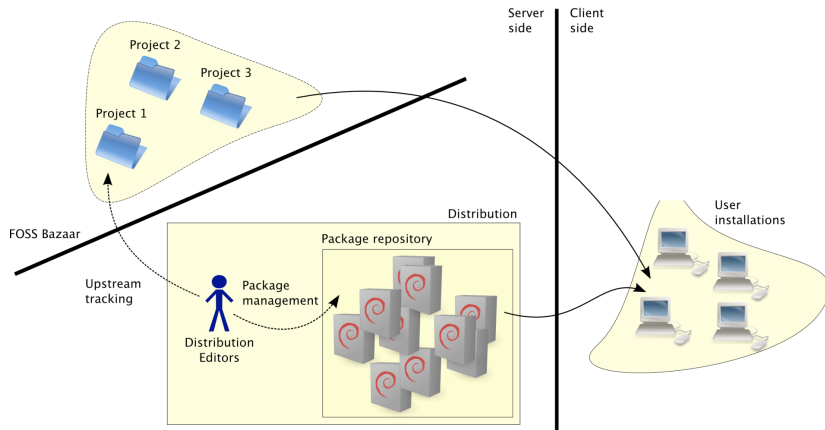 Server
side
Client
side
Project 2
Project 3
Project 1
FOSS Bazaar
Distribution
Package repository
User
installations
Upstream
tracking
Package
management
Distribution
Editors